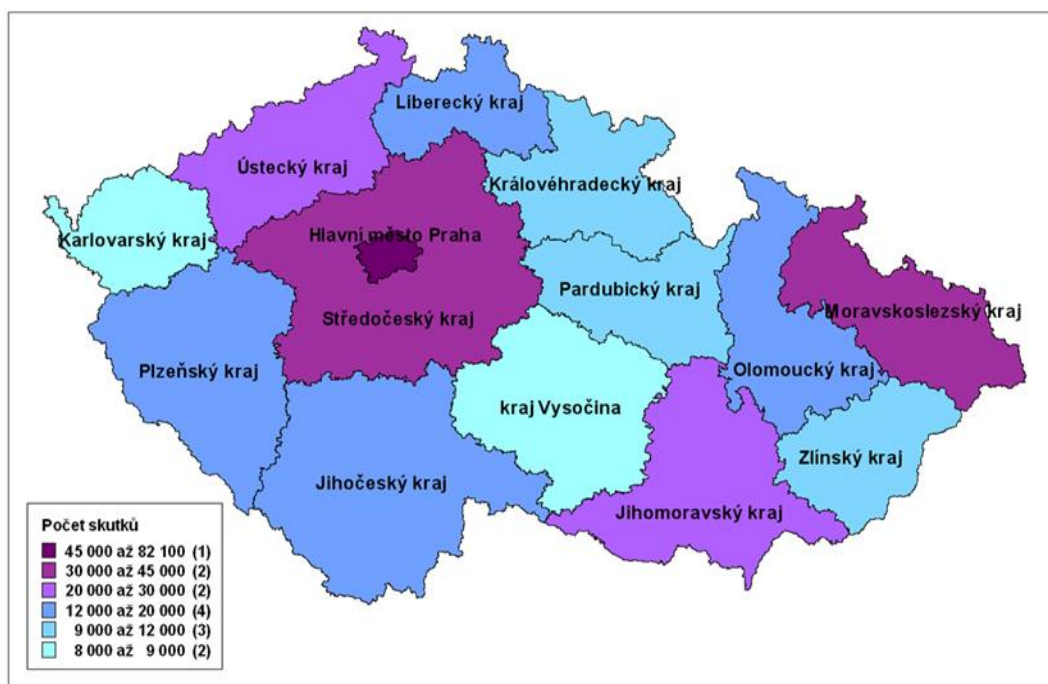 Liberecký kraj
Ústecký kraj
Královéhradecký kraj
Karlovarský kraj
Hlavní město Praha
Pardubický kraj
Středočeský kraj
Moravskoslezský kraj
Plzeňský kraj
Olomoucký kraj
kraj Vysočina
Zlínský kraj
Jihočeský kraj
Jihomoravský kraj
Počet skutků
45 000 až 82 100 (1)
30 000 až 45 000 (2)
20 000 až 30 000 (2)
12 000 až 20 000 (4)
9 000 až 12 000 (3)
8 000 až 9 000 (2)